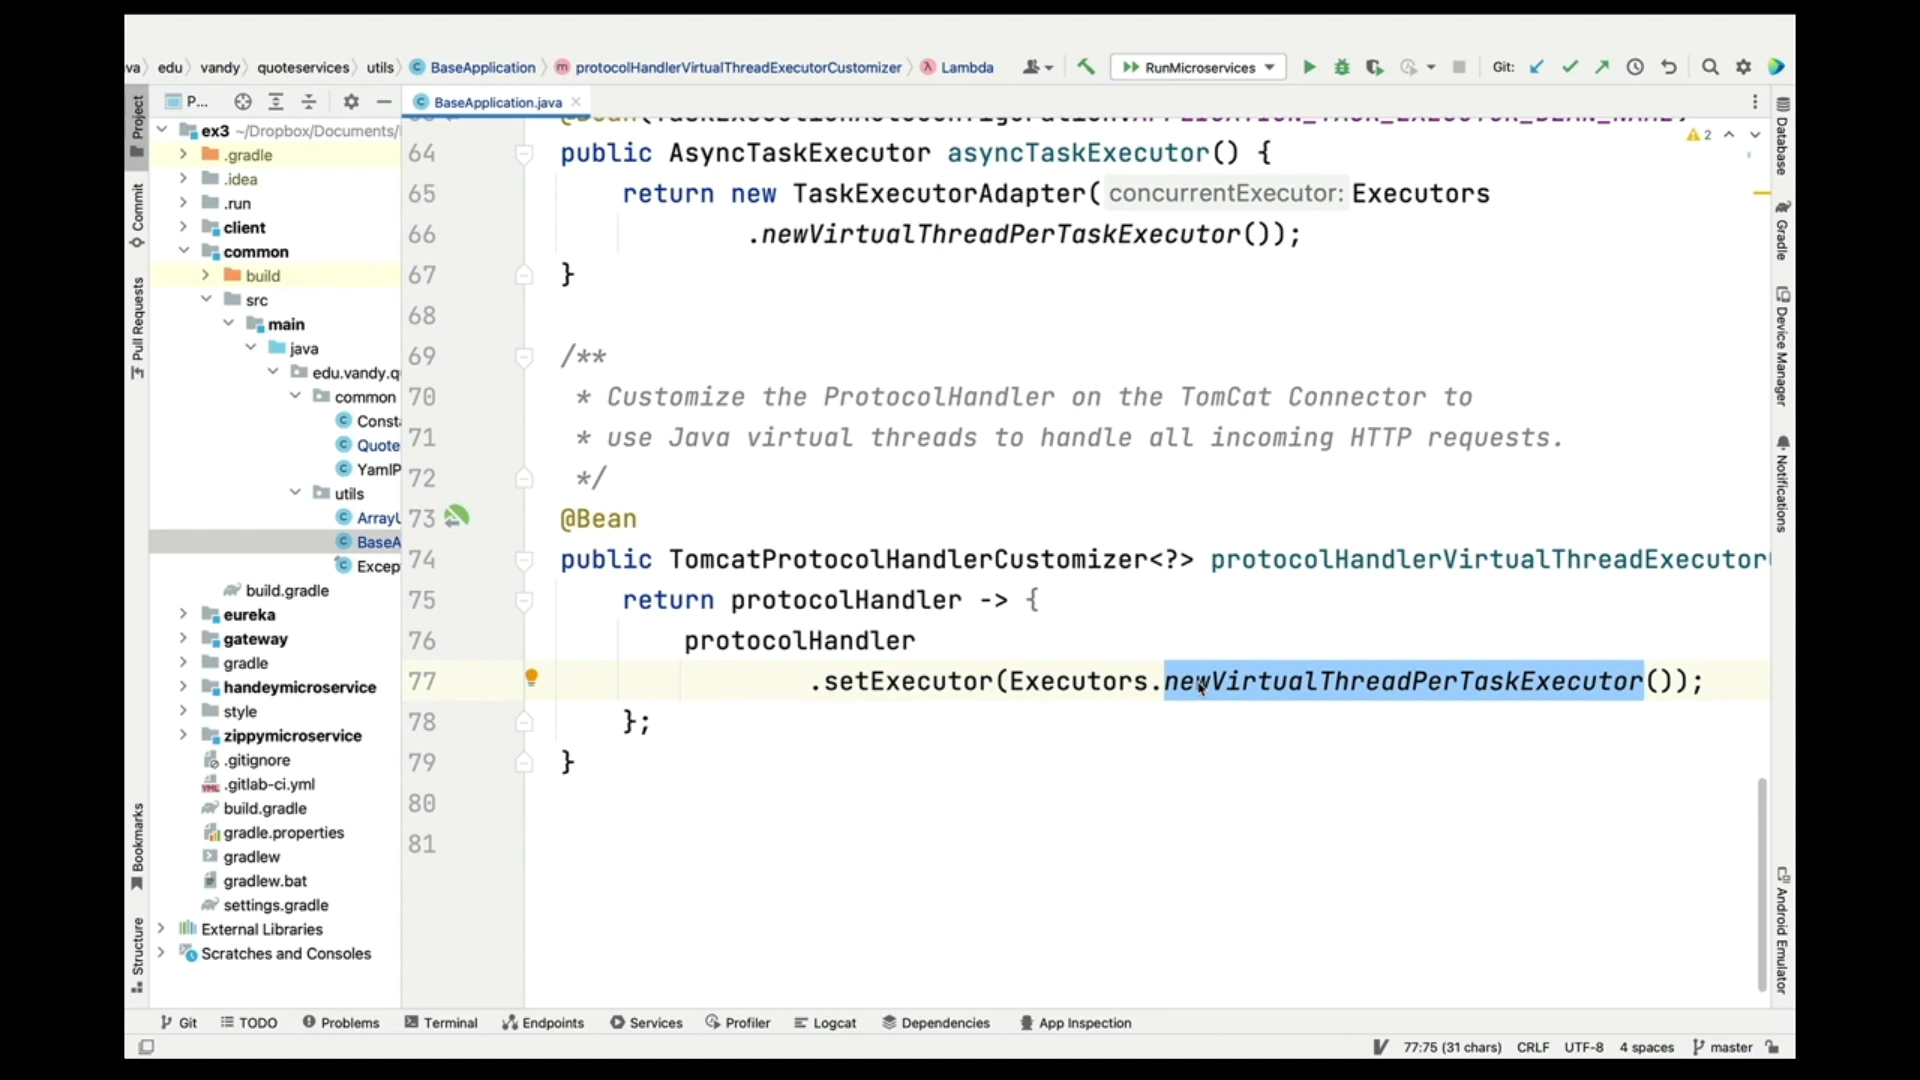 va edu vandy quoteservices utils BaseApplication protocolHandlerVirtualThreadExecutorCustomizer Lambda RunMicroservices Git:
P... BaseApplication.java
Project
Commit
Pull Requests
Bookmarks
Structure
ex3 ~/Dropbox/Documents/
.gradle
.idea
.run
client
common
build
src
main
java
edu.vandy.q
common
Const
Quote
YamlP
utils
ArrayU
BaseA
Excep
build.gradle
eureka
gateway
gradle
handeymicroservice
style
zippymicroservice
.gitignore
.gitlab-ci.yml
build.gradle
gradle.properties
gradlew
gradlew.bat
settings.gradle
External Libraries
Scratches and Consoles
2
64 public AsyncTaskExecutor asyncTaskExecutor() {
65 return new TaskExecutorAdapter( concurrentExecutor: Executors
66 .newVirtualThreadPerTaskExecutor());
67 }
68
69 /**
70 * Customize the ProtocolHandler on the TomCat Connector to
71 * use Java virtual threads to handle all incoming HTTP requests.
72 */
73 @Bean
74 public TomcatProtocolHandlerCustomizer<?> protocolHandlerVirtualThreadExecutor
75 return protocolHandler -> {
76 protocolHandler
77 .setExecutor(Executors.newVirtualThreadPerTaskExecutor());
78 };
79 }
80
81
Database
Gradle
Device Manager
Notifications
Android Emulator
Git TODO Problems Terminal Endpoints Services Profiler Logcat Dependencies App Inspection
77:75 (31 chars) CRLF UTF-8 4 spaces master